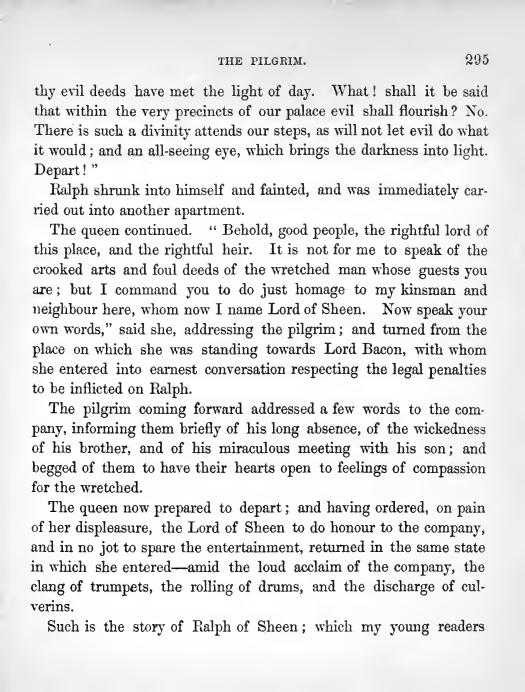 THE PILGRIM. 295
thy evil deeds have met the light of day. What! shall it be said
that within the very precincts of our palace evil shall flourish? No.
There is such a divinity attends our steps, as will not let evil do what
it would; and an all-seeing eye, which brings the darkness into light.
Depart!"
Ralph shrunk into himself and fainted, and was immediately car-
ried out into another apartment.
The queen continued. "Behold, good people, the rightful lord of
this place, and the rightful heir. It is not for me to speak of the
crooked arts and foul deeds of the wretched man whose guests you
are; but I command you to do just homage to my kinsman and
neighbour here, whom now I name Lord of Sheen. Now speak your
own words," said she, addressing the pilgrim; and turned from the
place on which she was standing towards Lord Bacon, with whom
she entered into earnest conversation respecting the legal penalties
to be inflicted on Ralph.
The pilgrim coming forward addressed a few words to the com-
pany, informing them briefly of his long absence, of the wickedness
of his brother, and of his miraculous meeting with his son; and
begged of them to have their hearts open to feelings of compassion
for the wretched.
The queen now prepared to depart; and having ordered, on pain
of her displeasure, the Lord of Sheen to do honour to the company,
and in no jot to spare the entertainment, returned in the same state
in which she entered—amid the loud acclaim of the company, the
clang of trumpets, the rolling of drums, and the discharge of cul-
verins.
Such is the story of Ralph of Sheen; which my young readers